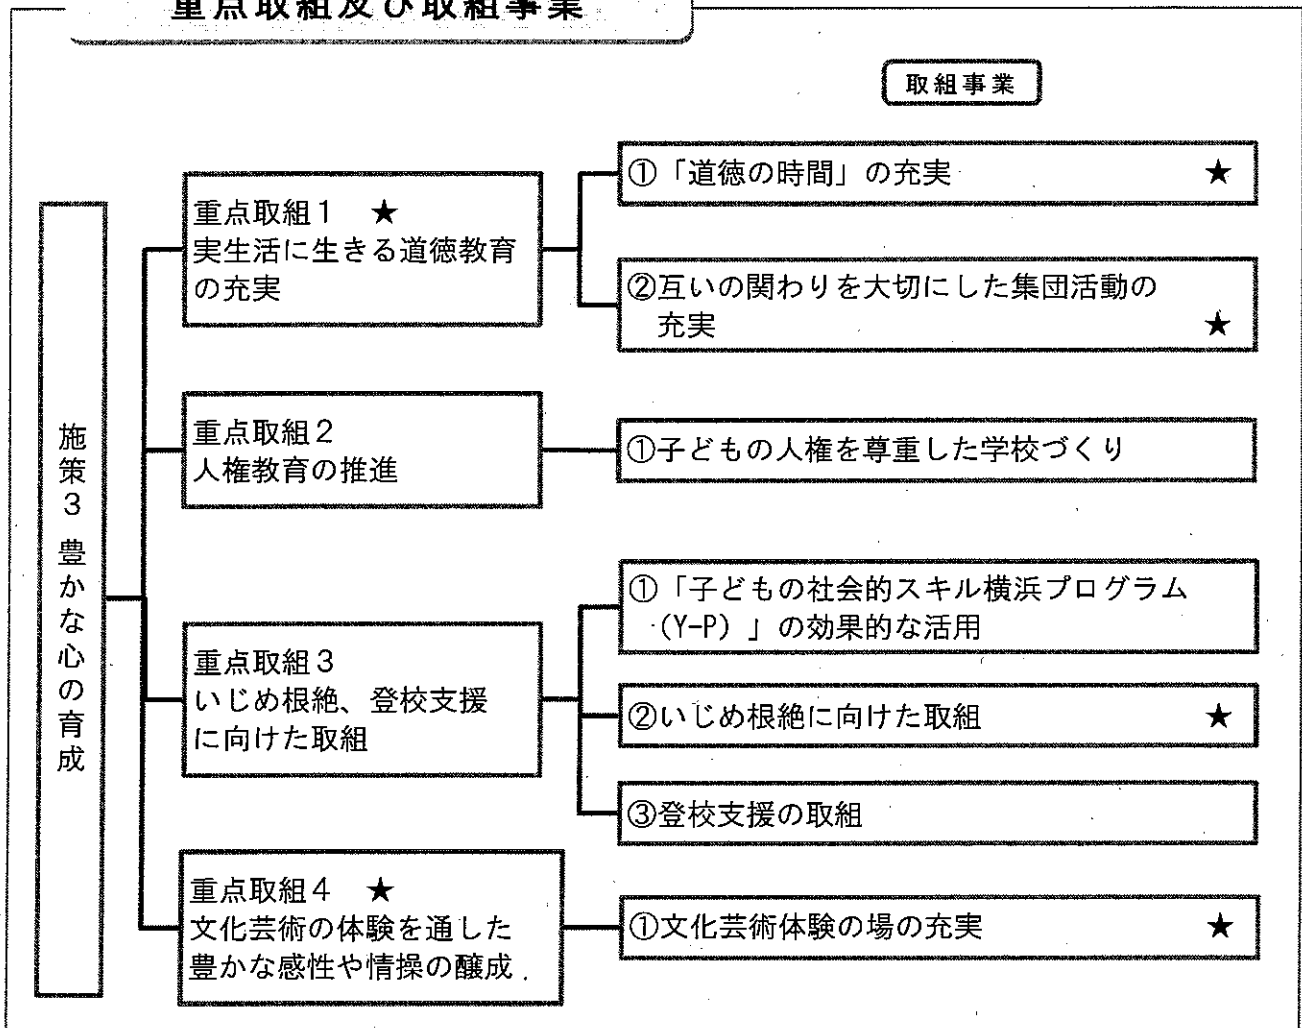 重点取組及び取組事業
取組事業
施策3 豊かな心の育成
重点取組1 ★
実生活に生きる道徳教育
の充実
①「道徳の時間」の充実 ★
②互いの関わりを大切にした集団活動の
充実 ★
重点取組2
人権教育の推進
①子どもの人権を尊重した学校づくり
重点取組3
いじめ根絶、登校支援
に向けた取組
①「子どもの社会的スキル横浜プログラム
(Y-P)」の効果的な活用
②いじめ根絶に向けた取組 ★
③登校支援の取組
重点取組4 ★
文化芸術の体験を通した
豊かな感性や情操の醸成
①文化芸術体験の場の充実 ★